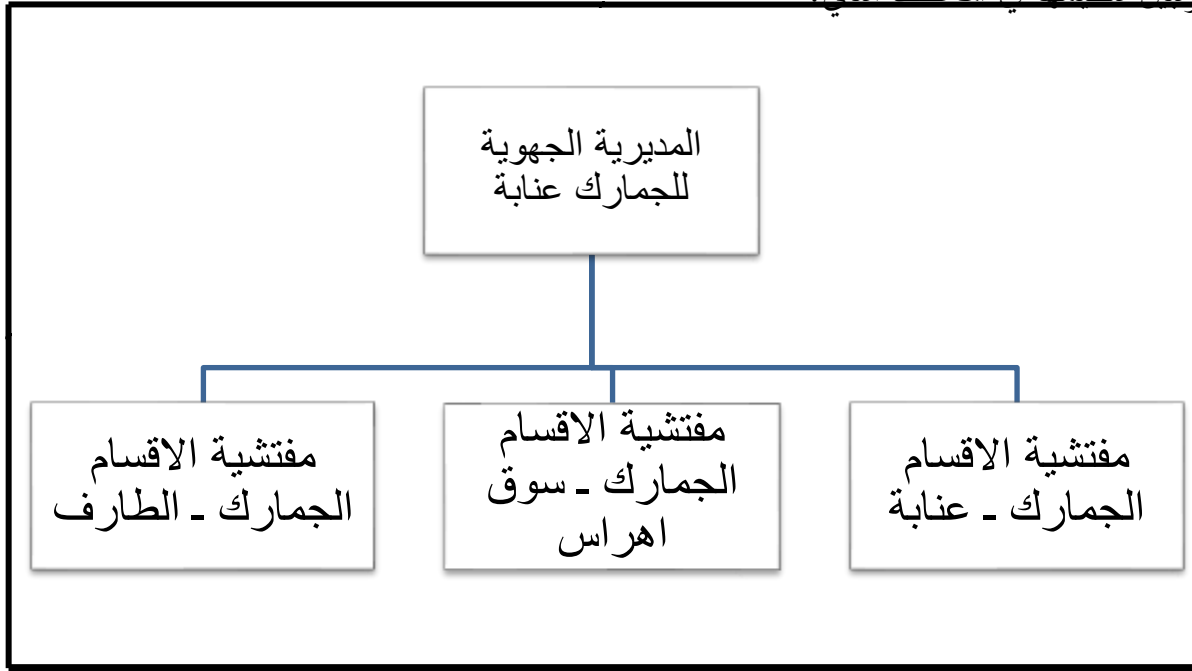 المديرية الجهوية
للجمارك عنابة
مفتشية الاقسام
الجمارك ـ عنابة
مفتشية الاقسام
الجمارك ـ سوق
اهراس
مفتشية الاقسام
الجمارك ـ الطارف